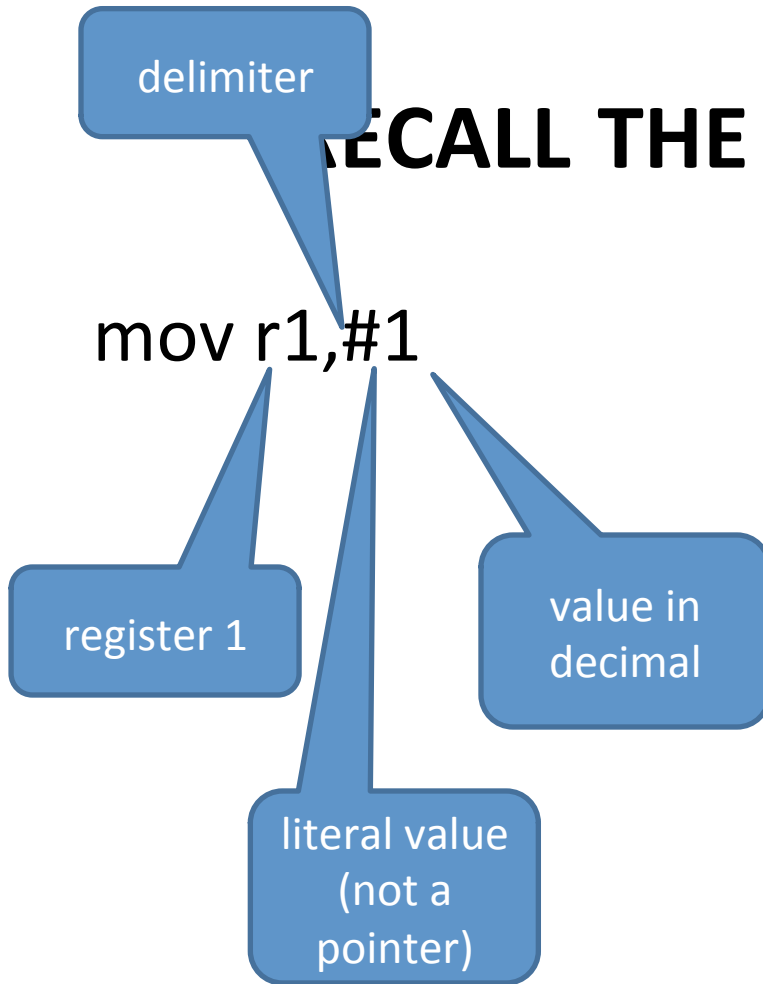 delimiter
ECALL THE
mov r1,#1
register 1
value in
decimal
literal value
(not a
pointer)